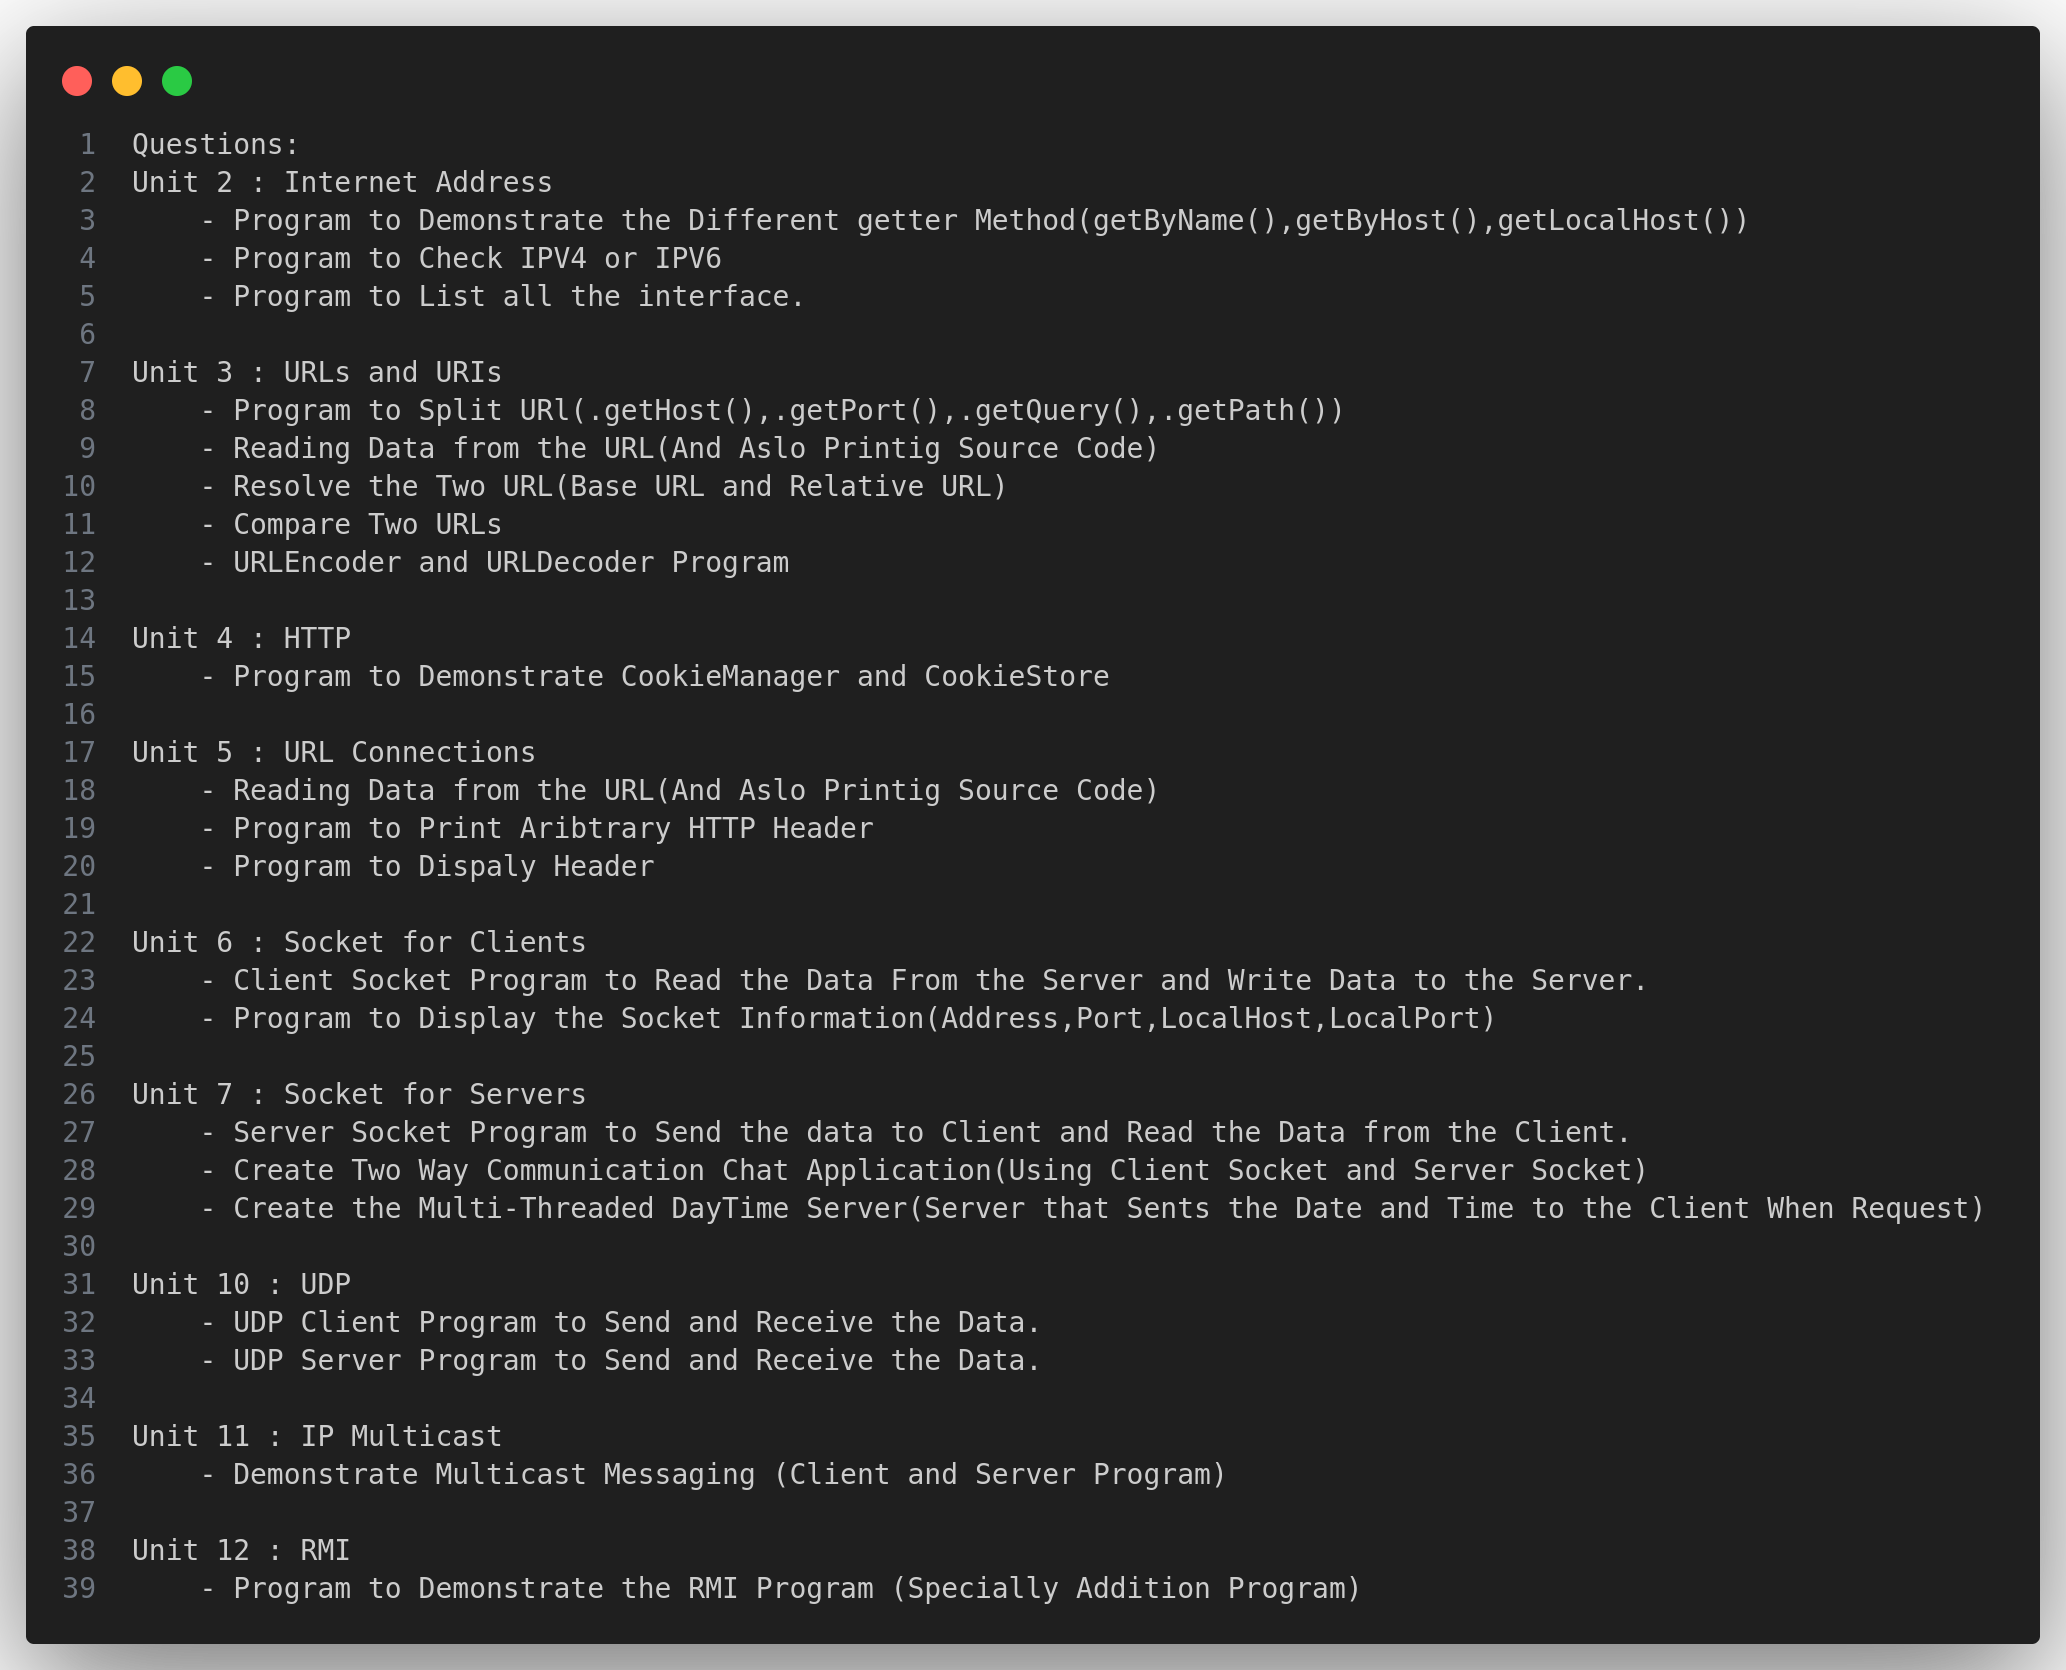 1 Questions:
2 Unit 2 : Internet Address
3     - Program to Demonstrate the Different getter Method(getByName(),getByHost(),getLocalHost())
4     - Program to Check IPV4 or IPV6
5     - Program to List all the interface.
6
7 Unit 3 : URLs and URIs
8     - Program to Split URl(.getHost(),.getPort(),.getQuery(),.getPath())
9     - Reading Data from the URL(And Aslo Printig Source Code)
10     - Resolve the Two URL(Base URL and Relative URL)
11     - Compare Two URLs
12     - URLEncoder and URLDecoder Program
13
14 Unit 4 : HTTP
15     - Program to Demonstrate CookieManager and CookieStore
16
17 Unit 5 : URL Connections
18     - Reading Data from the URL(And Aslo Printig Source Code)
19     - Program to Print Aribtrary HTTP Header
20     - Program to Dispaly Header
21
22 Unit 6 : Socket for Clients
23     - Client Socket Program to Read the Data From the Server and Write Data to the Server.
24     - Program to Display the Socket Information(Address,Port,LocalHost,LocalPort)
25
26 Unit 7 : Socket for Servers
27     - Server Socket Program to Send the data to Client and Read the Data from the Client.
28     - Create Two Way Communication Chat Application(Using Client Socket and Server Socket)
29     - Create the Multi-Threaded DayTime Server(Server that Sents the Date and Time to the Client When Request)
30
31 Unit 10 : UDP
32     - UDP Client Program to Send and Receive the Data.
33     - UDP Server Program to Send and Receive the Data.
34
35 Unit 11 : IP Multicast
36     - Demonstrate Multicast Messaging (Client and Server Program)
37
38 Unit 12 : RMI
39     - Program to Demonstrate the RMI Program (Specially Addition Program)